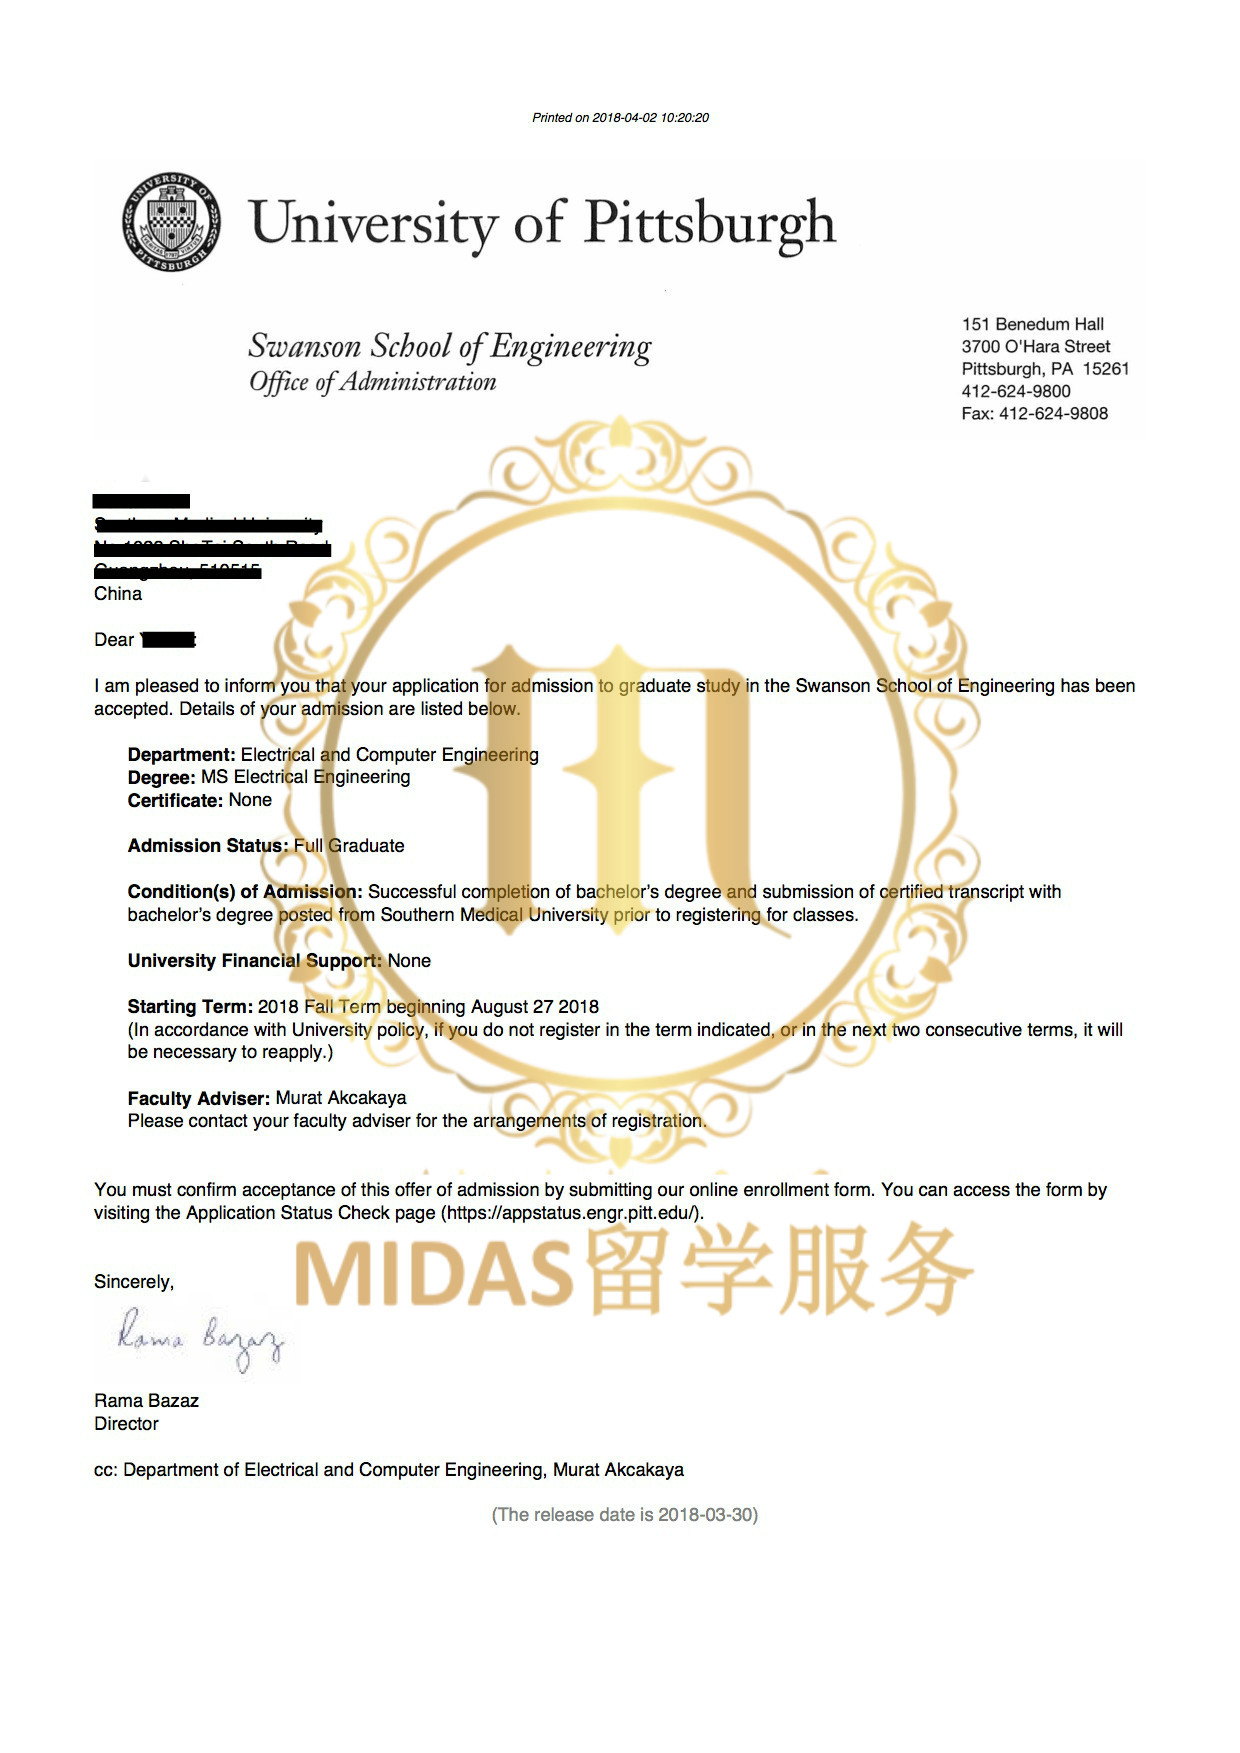 Printed on 2018-04-02 10:20:20
UNIVERSITY OF PITTSBURGH
University of Pittsburgh
Swanson School of Engineering
Office of Administration
151 Benedum Hall
3700 O'Hara Street
Pittsburgh, PA 15261
412-624-9800
Fax: 412-624-9808
China
Dear
I am pleased to inform you that your application for admission to graduate study in the Swanson School of Engineering has been
accepted. Details of your admission are listed below.
Department: Electrical and Computer Engineering
Degree: MS Electrical Engineering
Certificate: None
Admission Status: Full Graduate
Condition(s) of Admission: Successful completion of bachelor's degree and submission of certified transcript with
bachelor's degree posted from Southern Medical University prior to registering for classes.
University Financial Support: None
Starting Term: 2018 Fall Term beginning August 27 2018
(In accordance with University policy, if you do not register in the term indicated, or in the next two consecutive terms, it will
be necessary to reapply.)
Faculty Adviser: Murat Akcakaya
Please contact your faculty adviser for the arrangements of registration.
You must confirm acceptance of this offer of admission by submitting our online enrollment form. You can access the form by
visiting the Application Status Check page (https://appstatus.engr.pitt.edu/).
MIDAS留学服务
Sincerely,
Rama Bazaz
Rama Bazaz
Director
cc: Department of Electrical and Computer Engineering, Murat Akcakaya
(The release date is 2018-03-30)